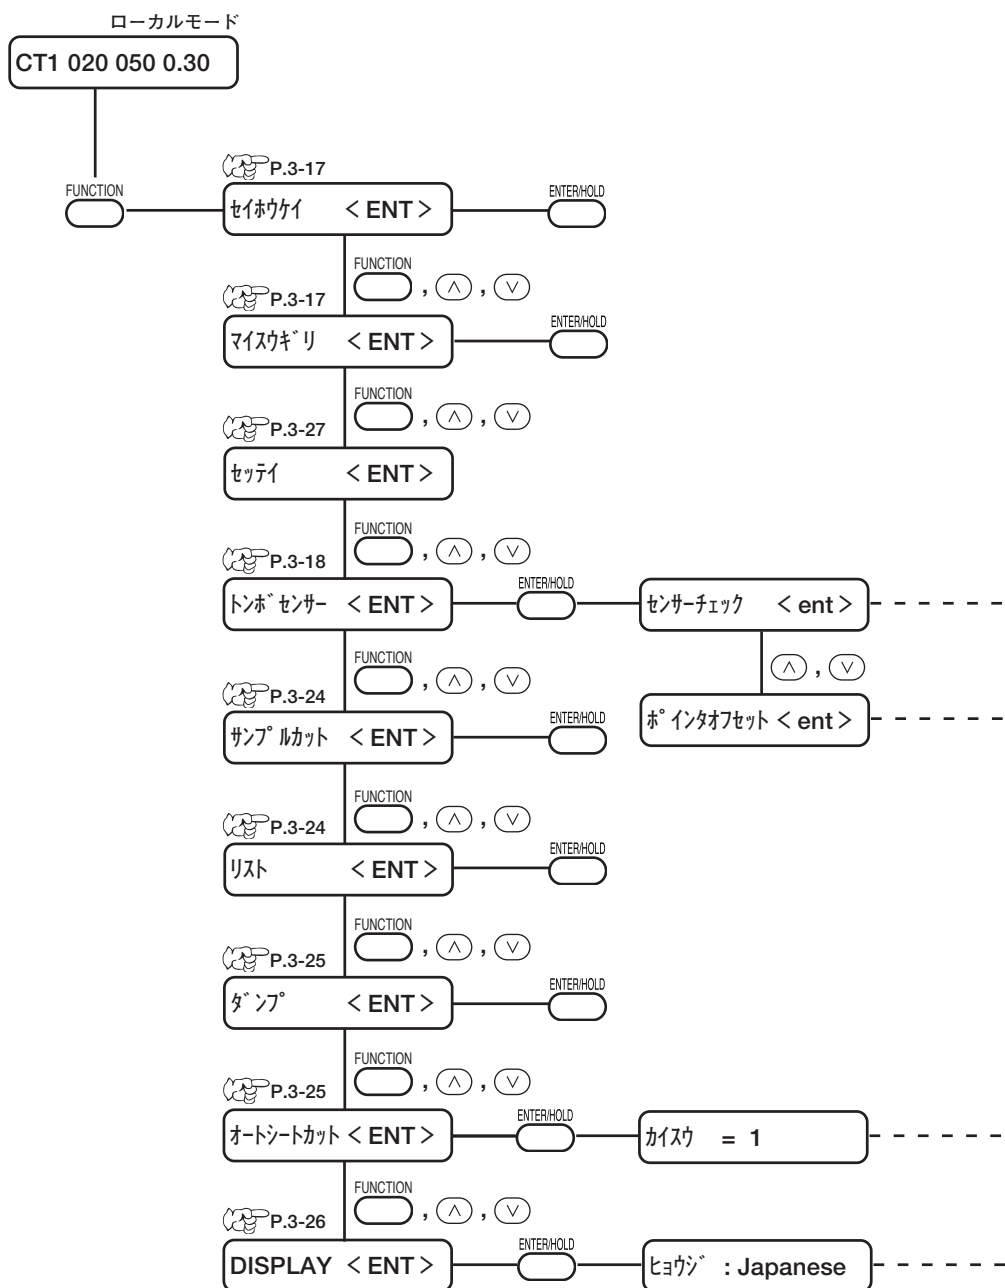 ローカルモード
CT1 020 050 0.30
P.3-17
FUNCTION
ENTER/HOLD
ｾｲﾎｳｹｲ <ENT>
FUNCTION
, ,
P.3-17
ENTER/HOLD
ﾏｲｽｳｷﾞﾘ <ENT>
FUNCTION
, ,
P.3-27
ｾｯﾃｲ <ENT>
FUNCTION
, ,
P.3-18
ENTER/HOLD
ﾄﾝﾎﾞｾﾝｻｰ <ENT>
ｾﾝｻｰﾁｪｯｸ <ent>
FUNCTION
, ,
,
P.3-24
ENTER/HOLD
ｻﾝﾌﾟﾙｶｯﾄ <ENT>
ﾎﾟｲﾝﾀｵﾌｾｯﾄ <ent>
FUNCTION
, ,
P.3-24
ENTER/HOLD
ﾘｽﾄ <ENT>
FUNCTION
, ,
P.3-25
ENTER/HOLD
ﾀﾞﾝﾌﾟ <ENT>
FUNCTION
, ,
P.3-25
ENTER/HOLD
ｵｰﾄｼｰﾄｶｯﾄ <ENT>
ｶｲｽｳ = 1
FUNCTION
, ,
P.3-26
ENTER/HOLD
DISPLAY <ENT>
ﾋｮｳｼﾞ : Japanese